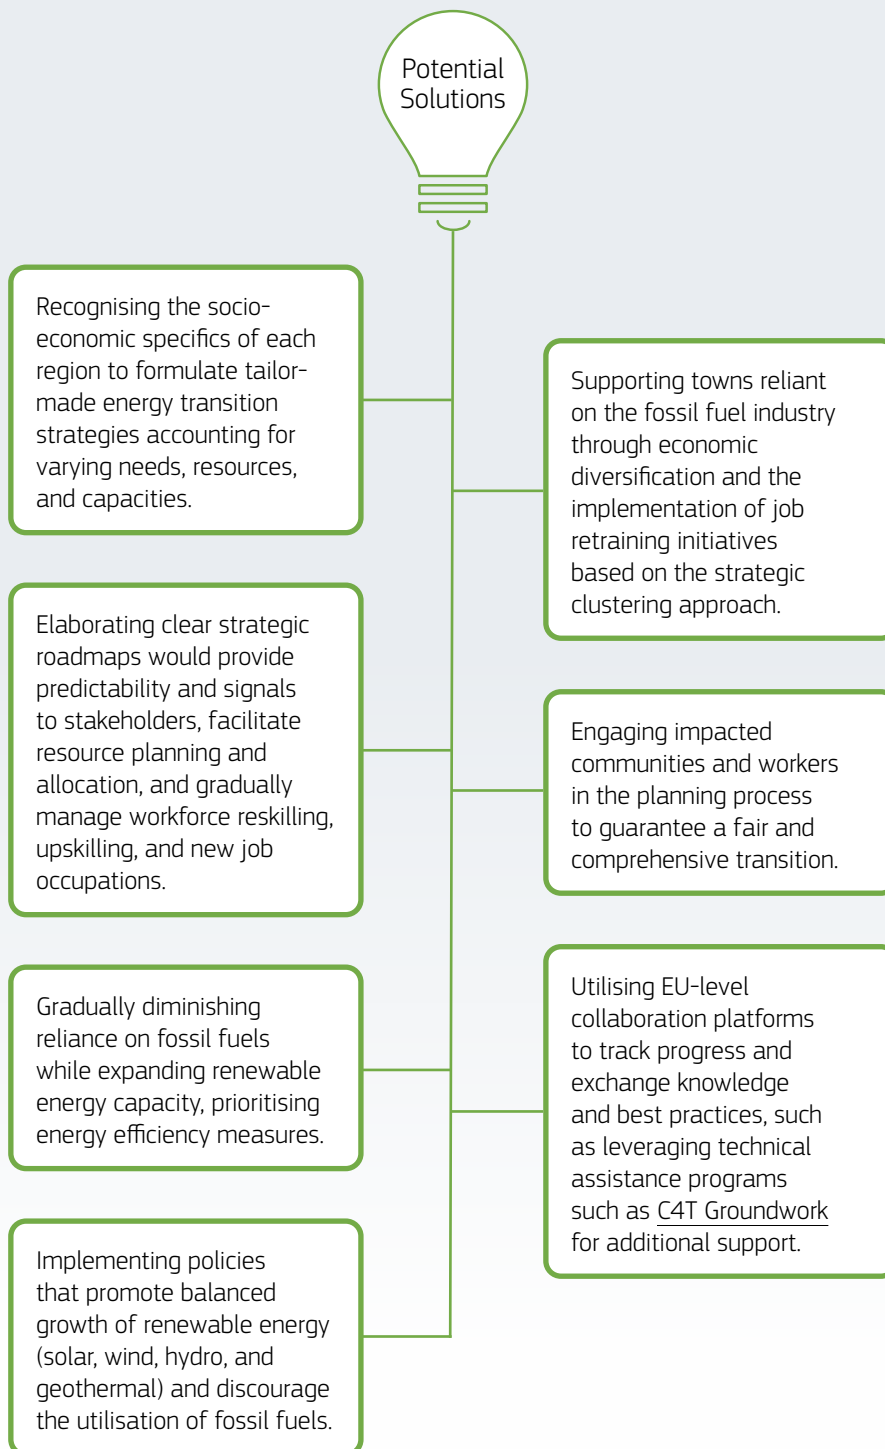 Potential
Solutions
Recognising the socio-
economic specifics of each
region to formulate tailor-
made energy transition
strategies accounting for
varying needs, resources,
and capacities.
Supporting towns reliant
on the fossil fuel industry
through economic
diversification and the
implementation of job
retraining initiatives
based on the strategic
clustering approach.
Elaborating clear strategic
roadmaps would provide
predictability and signals
to stakeholders, facilitate
resource planning and
allocation, and gradually
manage workforce reskilling,
upskilling, and new job
occupations.
Engaging impacted
communities and workers
in the planning process
to guarantee a fair and
comprehensive transition.
Gradually diminishing
reliance on fossil fuels
while expanding renewable
energy capacity, prioritising
energy efficiency measures.
Utilising EU-level
collaboration platforms
to track progress and
exchange knowledge
and best practices, such
as leveraging technical
assistance programs
such as C4T Groundwork
for additional support.
Implementing policies
that promote balanced
growth of renewable energy
(solar, wind, hydro, and
geothermal) and discourage
the utilisation of fossil fuels.